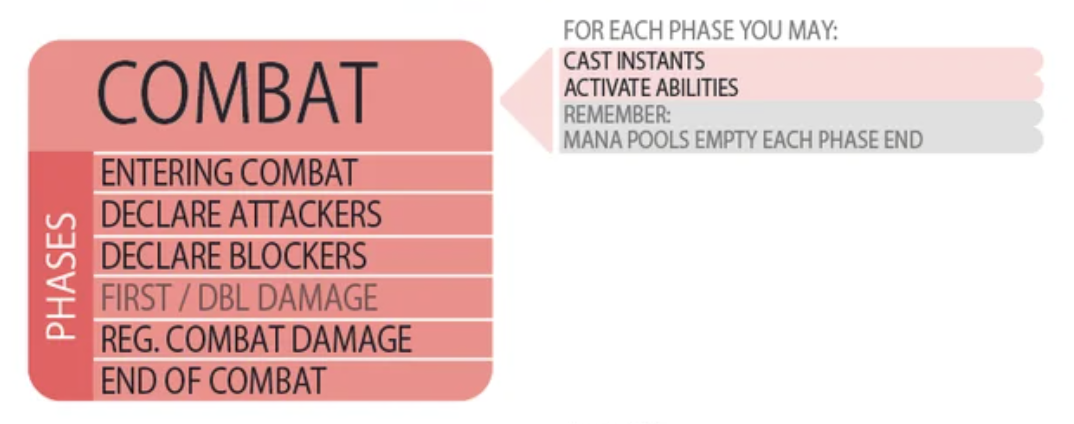 COMBAT
PHASES
ENTERING COMBAT
DECLARE ATTACKERS
DECLARE BLOCKERS
FIRST / DBL DAMAGE
REG. COMBAT DAMAGE
END OF COMBAT
FOR EACH PHASE YOU MAY:
CAST INSTANTS
ACTIVATE ABILITIES
REMEMBER:
MANA POOLS EMPTY EACH PHASE END